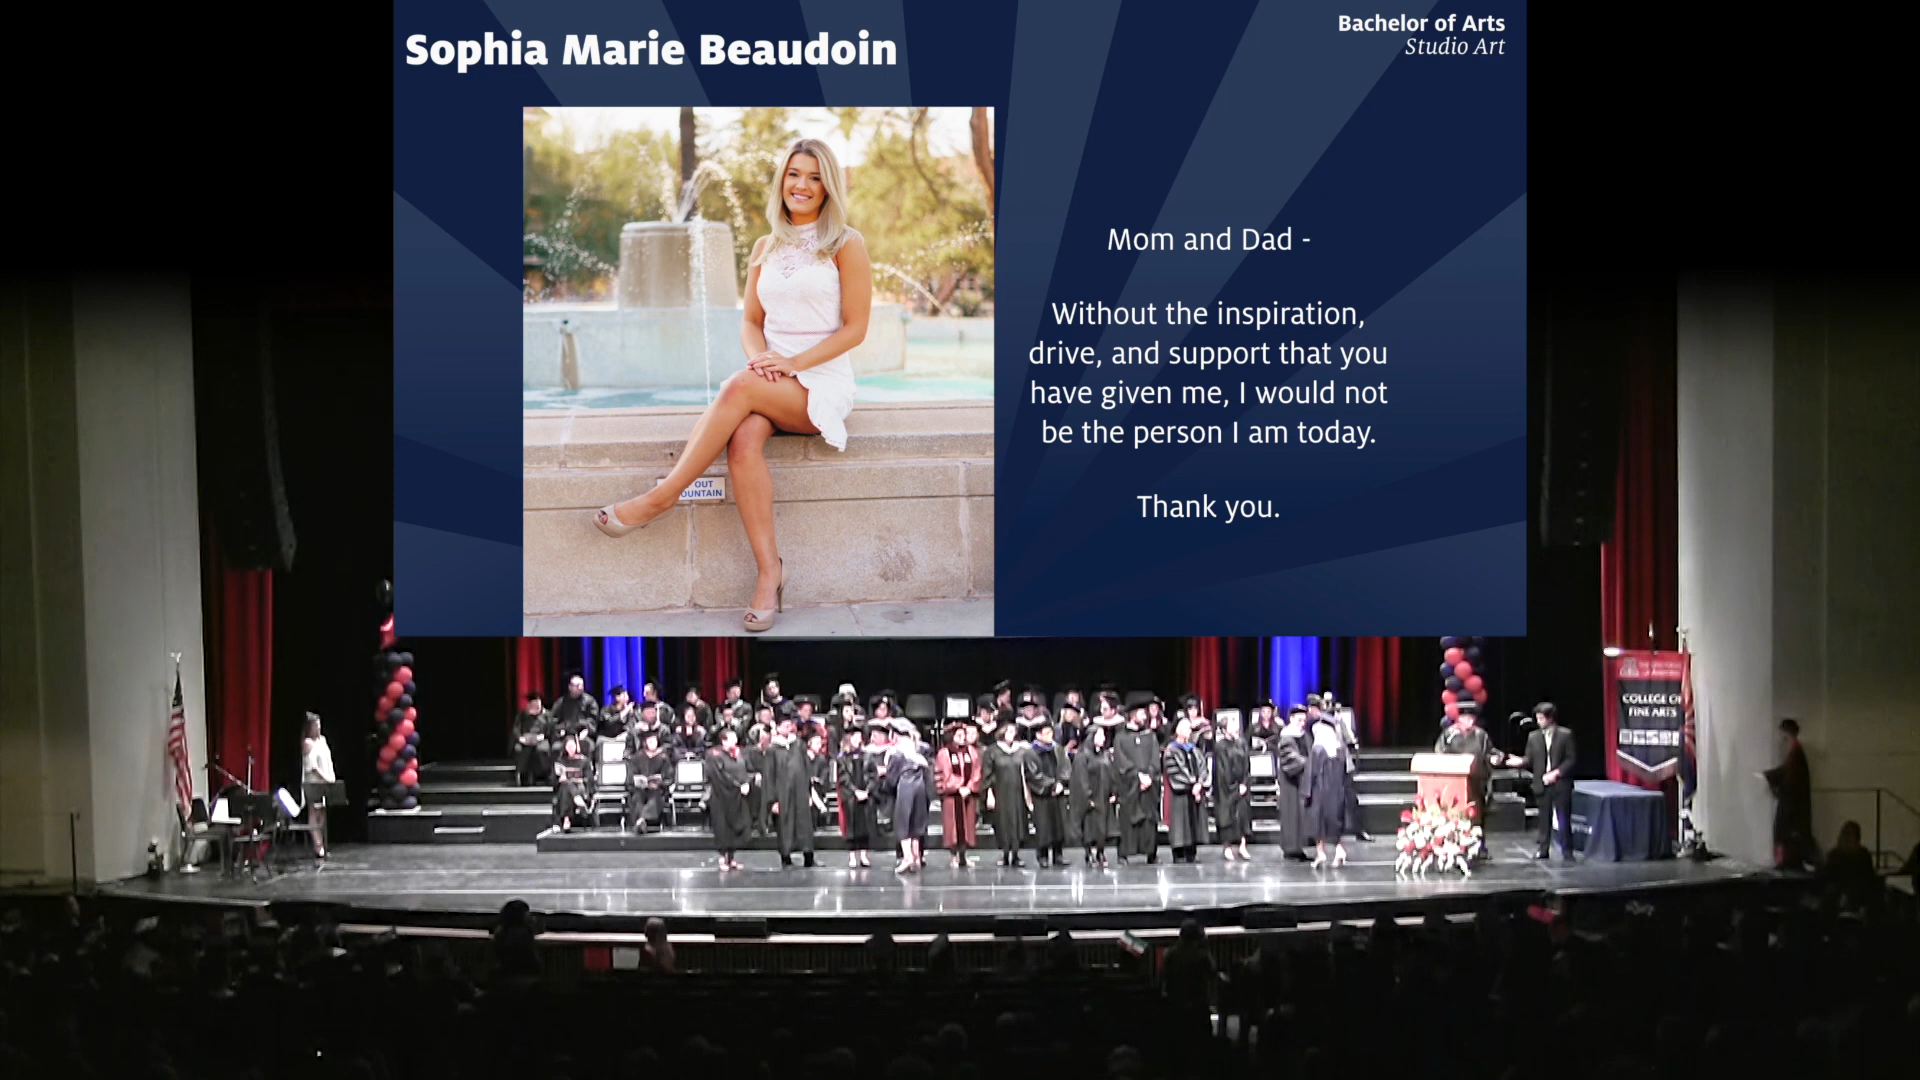 Sophia Marie Beaudoin
Bachelor of Arts
Studio Art
Mom and Dad -
Without the inspiration,
drive, and support that you
have given me, I would not
be the person I am today.
Thank you.
OUT
OUNTAIN
COLLEGE OF
FINE ARTS